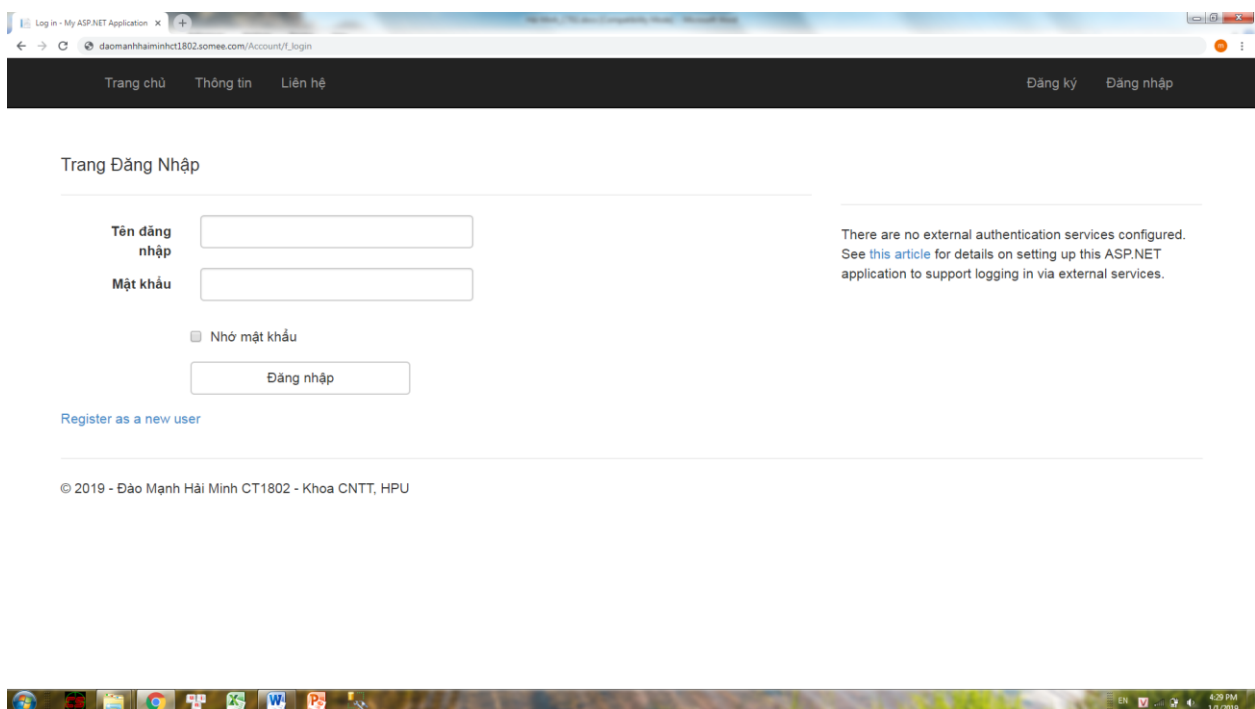 Log in - My ASP.NET Application
daomanhhaiminhct1802.somee.com/Account/f_login
Trang chủ Thông tin Liên hệ Đăng ký Đăng nhập
Trang Đăng Nhập
Tên đăng nhập
Mật khẩu
Nhớ mật khẩu
Đăng nhập
Register as a new user
There are no external authentication services configured.
See this article for details on setting up this ASP.NET
application to support logging in via external services.
© 2019 - Đào Mạnh Hải Minh CT1802 - Khoa CNTT, HPU
EN
4:29 PM
1/1/2019